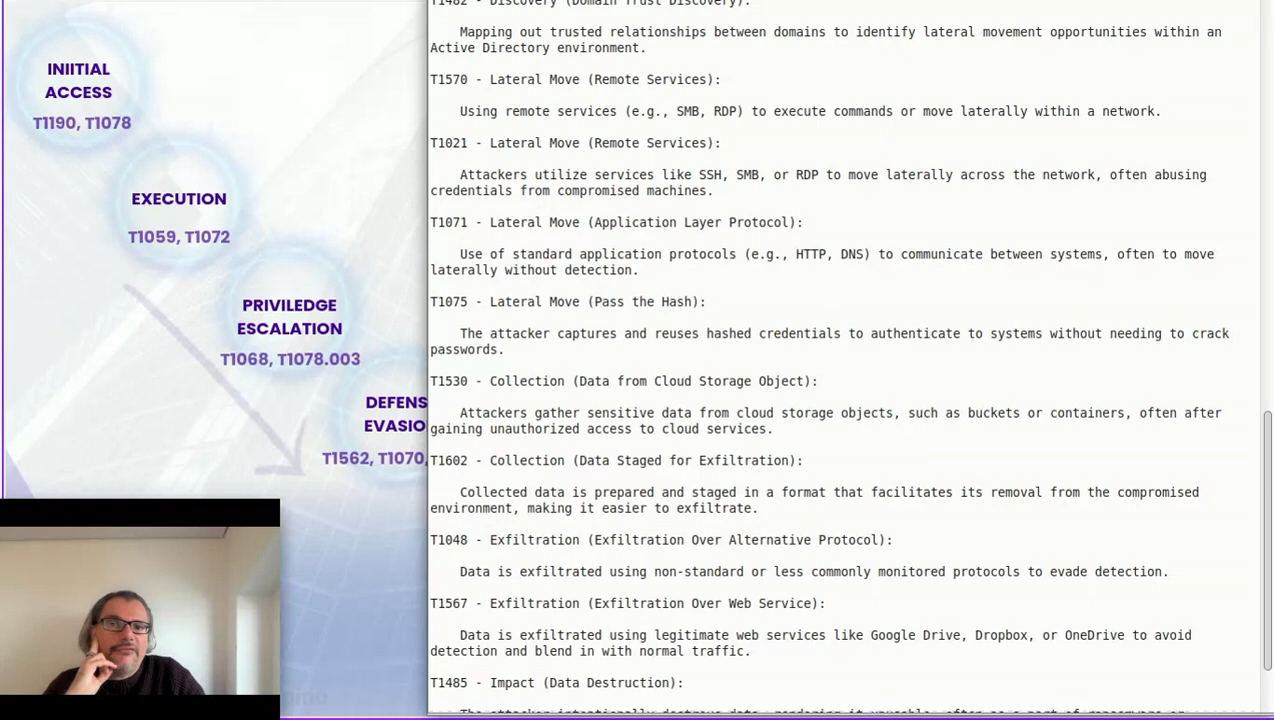 INIITIAL
ACCESS
T1190, T1078
EXECUTION
T1059, T1072
PRIVILEDGE
ESCALATION
T1068, T1078.003
DEFENS
EVASIO
T1562, T1070,
T1482 - Discovery (Domain Trust Discovery):
Mapping out trusted relationships between domains to identify lateral movement opportunities within an
Active Directory environment.
T1570 - Lateral Move (Remote Services):
Using remote services (e.g., SMB, RDP) to execute commands or move laterally within a network.
T1021 - Lateral Move (Remote Services):
Attackers utilize services like SSH, SMB, or RDP to move laterally across the network, often abusing
credentials from compromised machines.
T1071 - Lateral Move (Application Layer Protocol):
Use of standard application protocols (e.g., HTTP, DNS) to communicate between systems, often to move
laterally without detection.
T1075 - Lateral Move (Pass the Hash):
The attacker captures and reuses hashed credentials to authenticate to systems without needing to crack
passwords.
T1530 - Collection (Data from Cloud Storage Object):
Attackers gather sensitive data from cloud storage objects, such as buckets or containers, often after
gaining unauthorized access to cloud services.
T1602 - Collection (Data Staged for Exfiltration):
Collected data is prepared and staged in a format that facilitates its removal from the compromised
environment, making it easier to exfiltrate.
T1048 - Exfiltration (Exfiltration Over Alternative Protocol):
Data is exfiltrated using non-standard or less commonly monitored protocols to evade detection.
T1567 - Exfiltration (Exfiltration Over Web Service):
Data is exfiltrated using legitimate web services like Google Drive, Dropbox, or OneDrive to avoid
detection and blend in with normal traffic.
T1485 - Impact (Data Destruction):